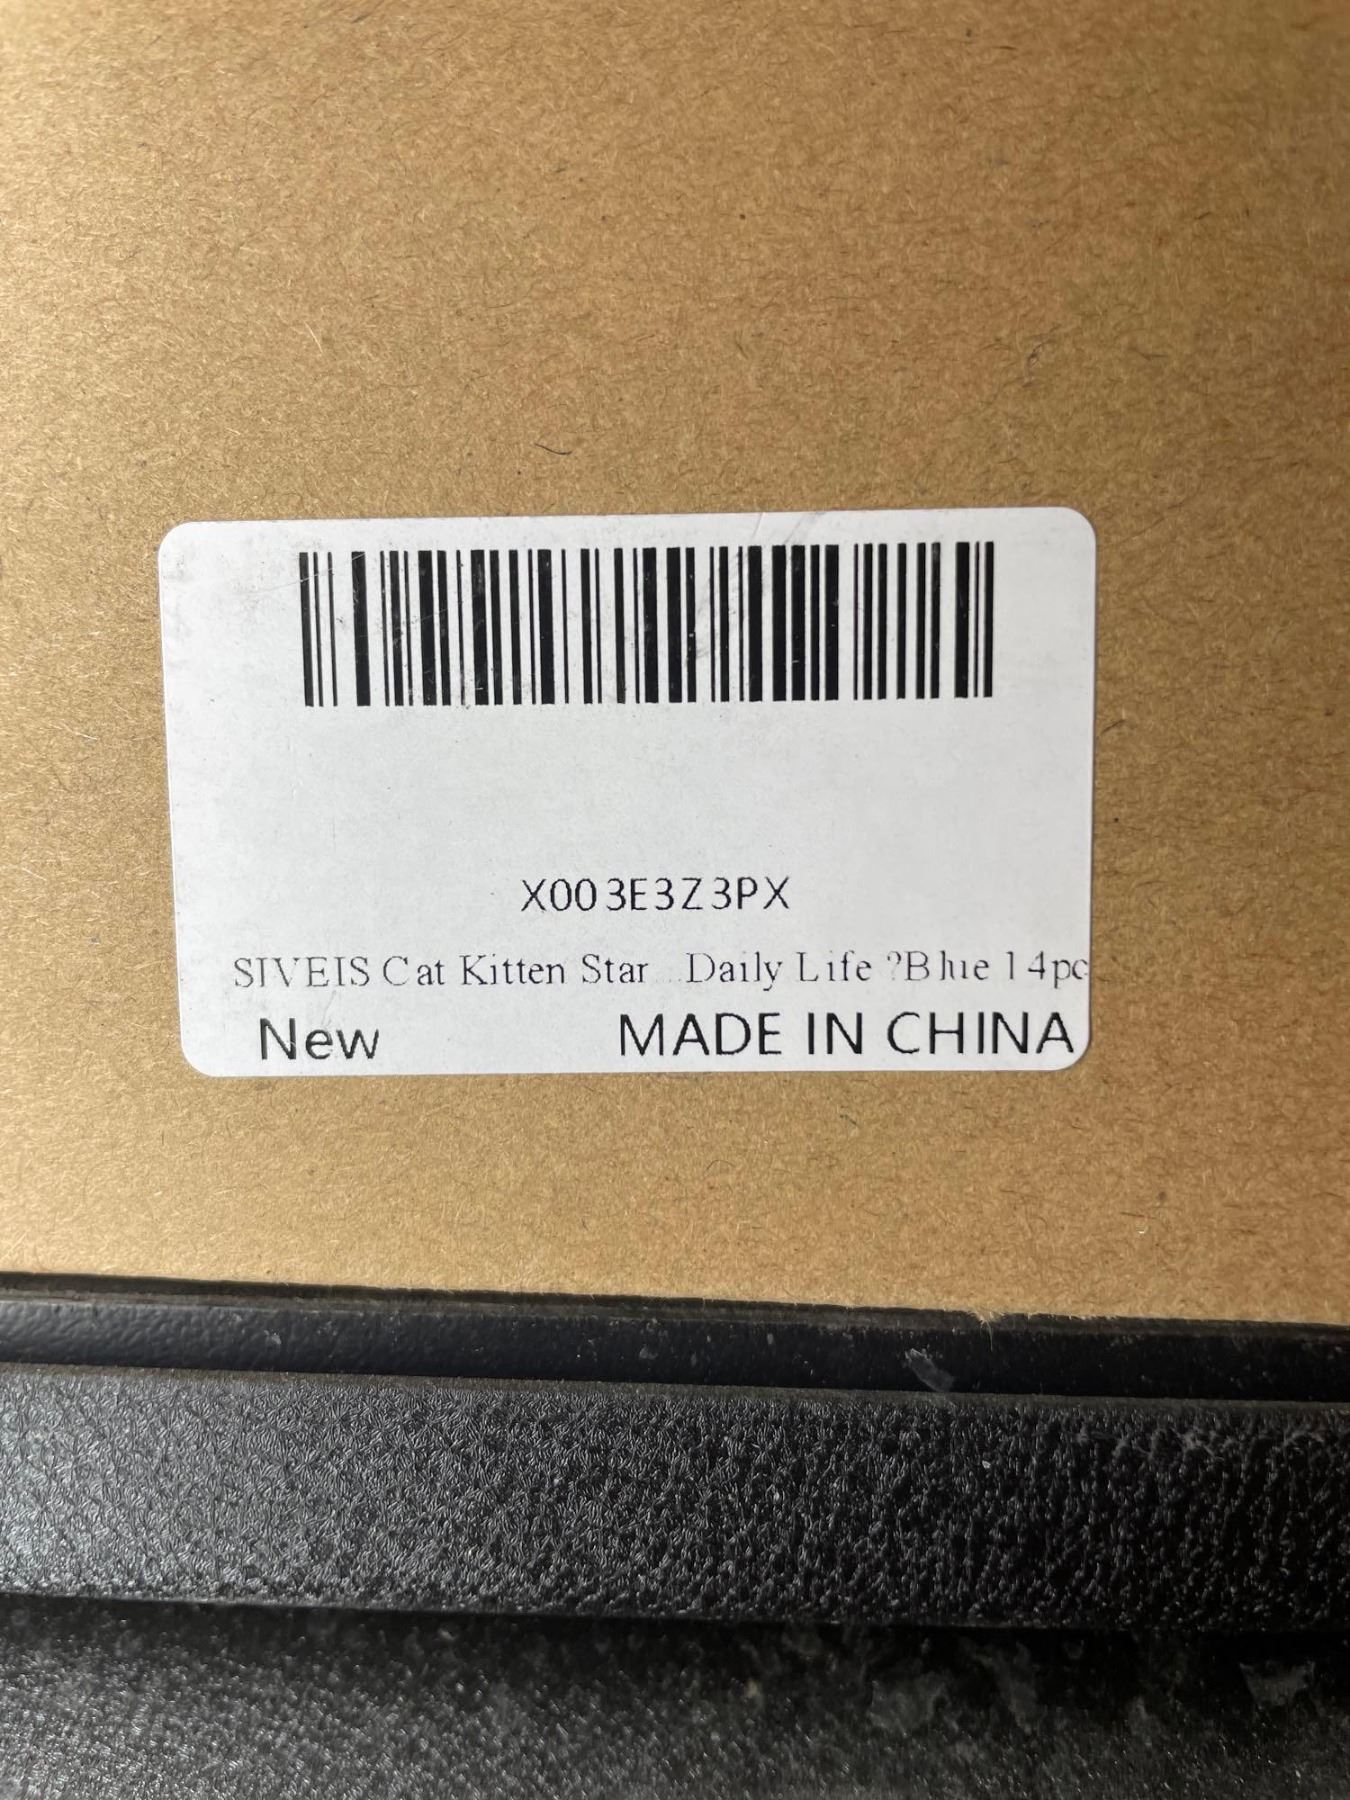 X003E3Z3PX
SIVEIS Cat Kitten Star...Daily Life ?Blue 14pc
New MADE IN CHINA